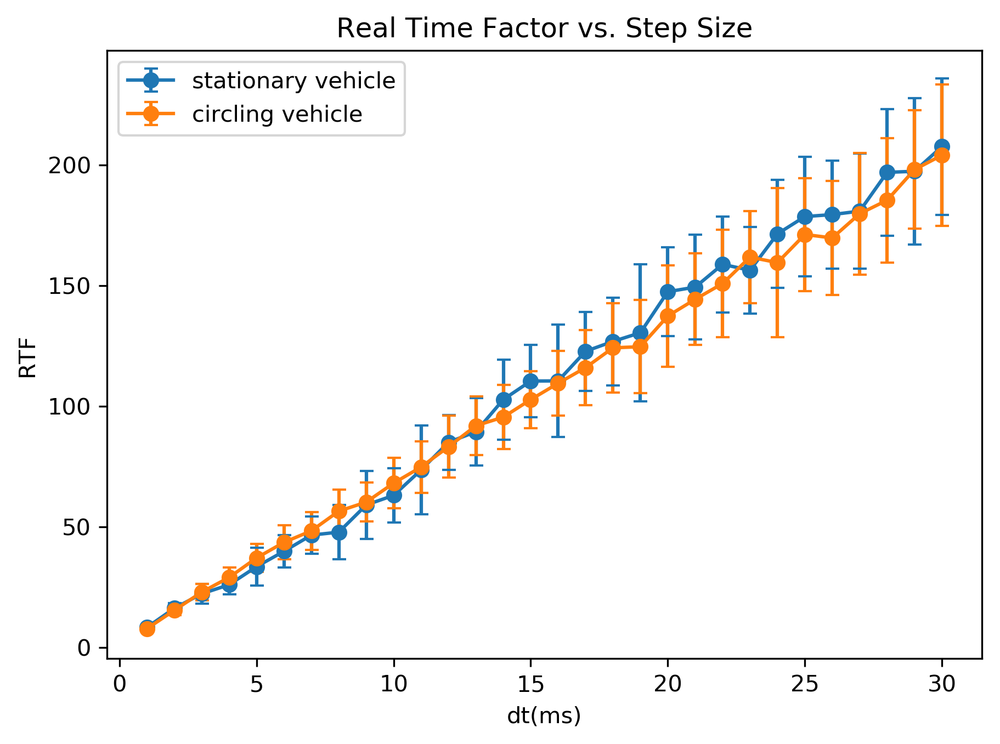 Real Time Factor vs. Step Size
stationary vehicle
circling vehicle
RTF
200
150
100
50
0
0 5 10 15 20 25 30
dt(ms)